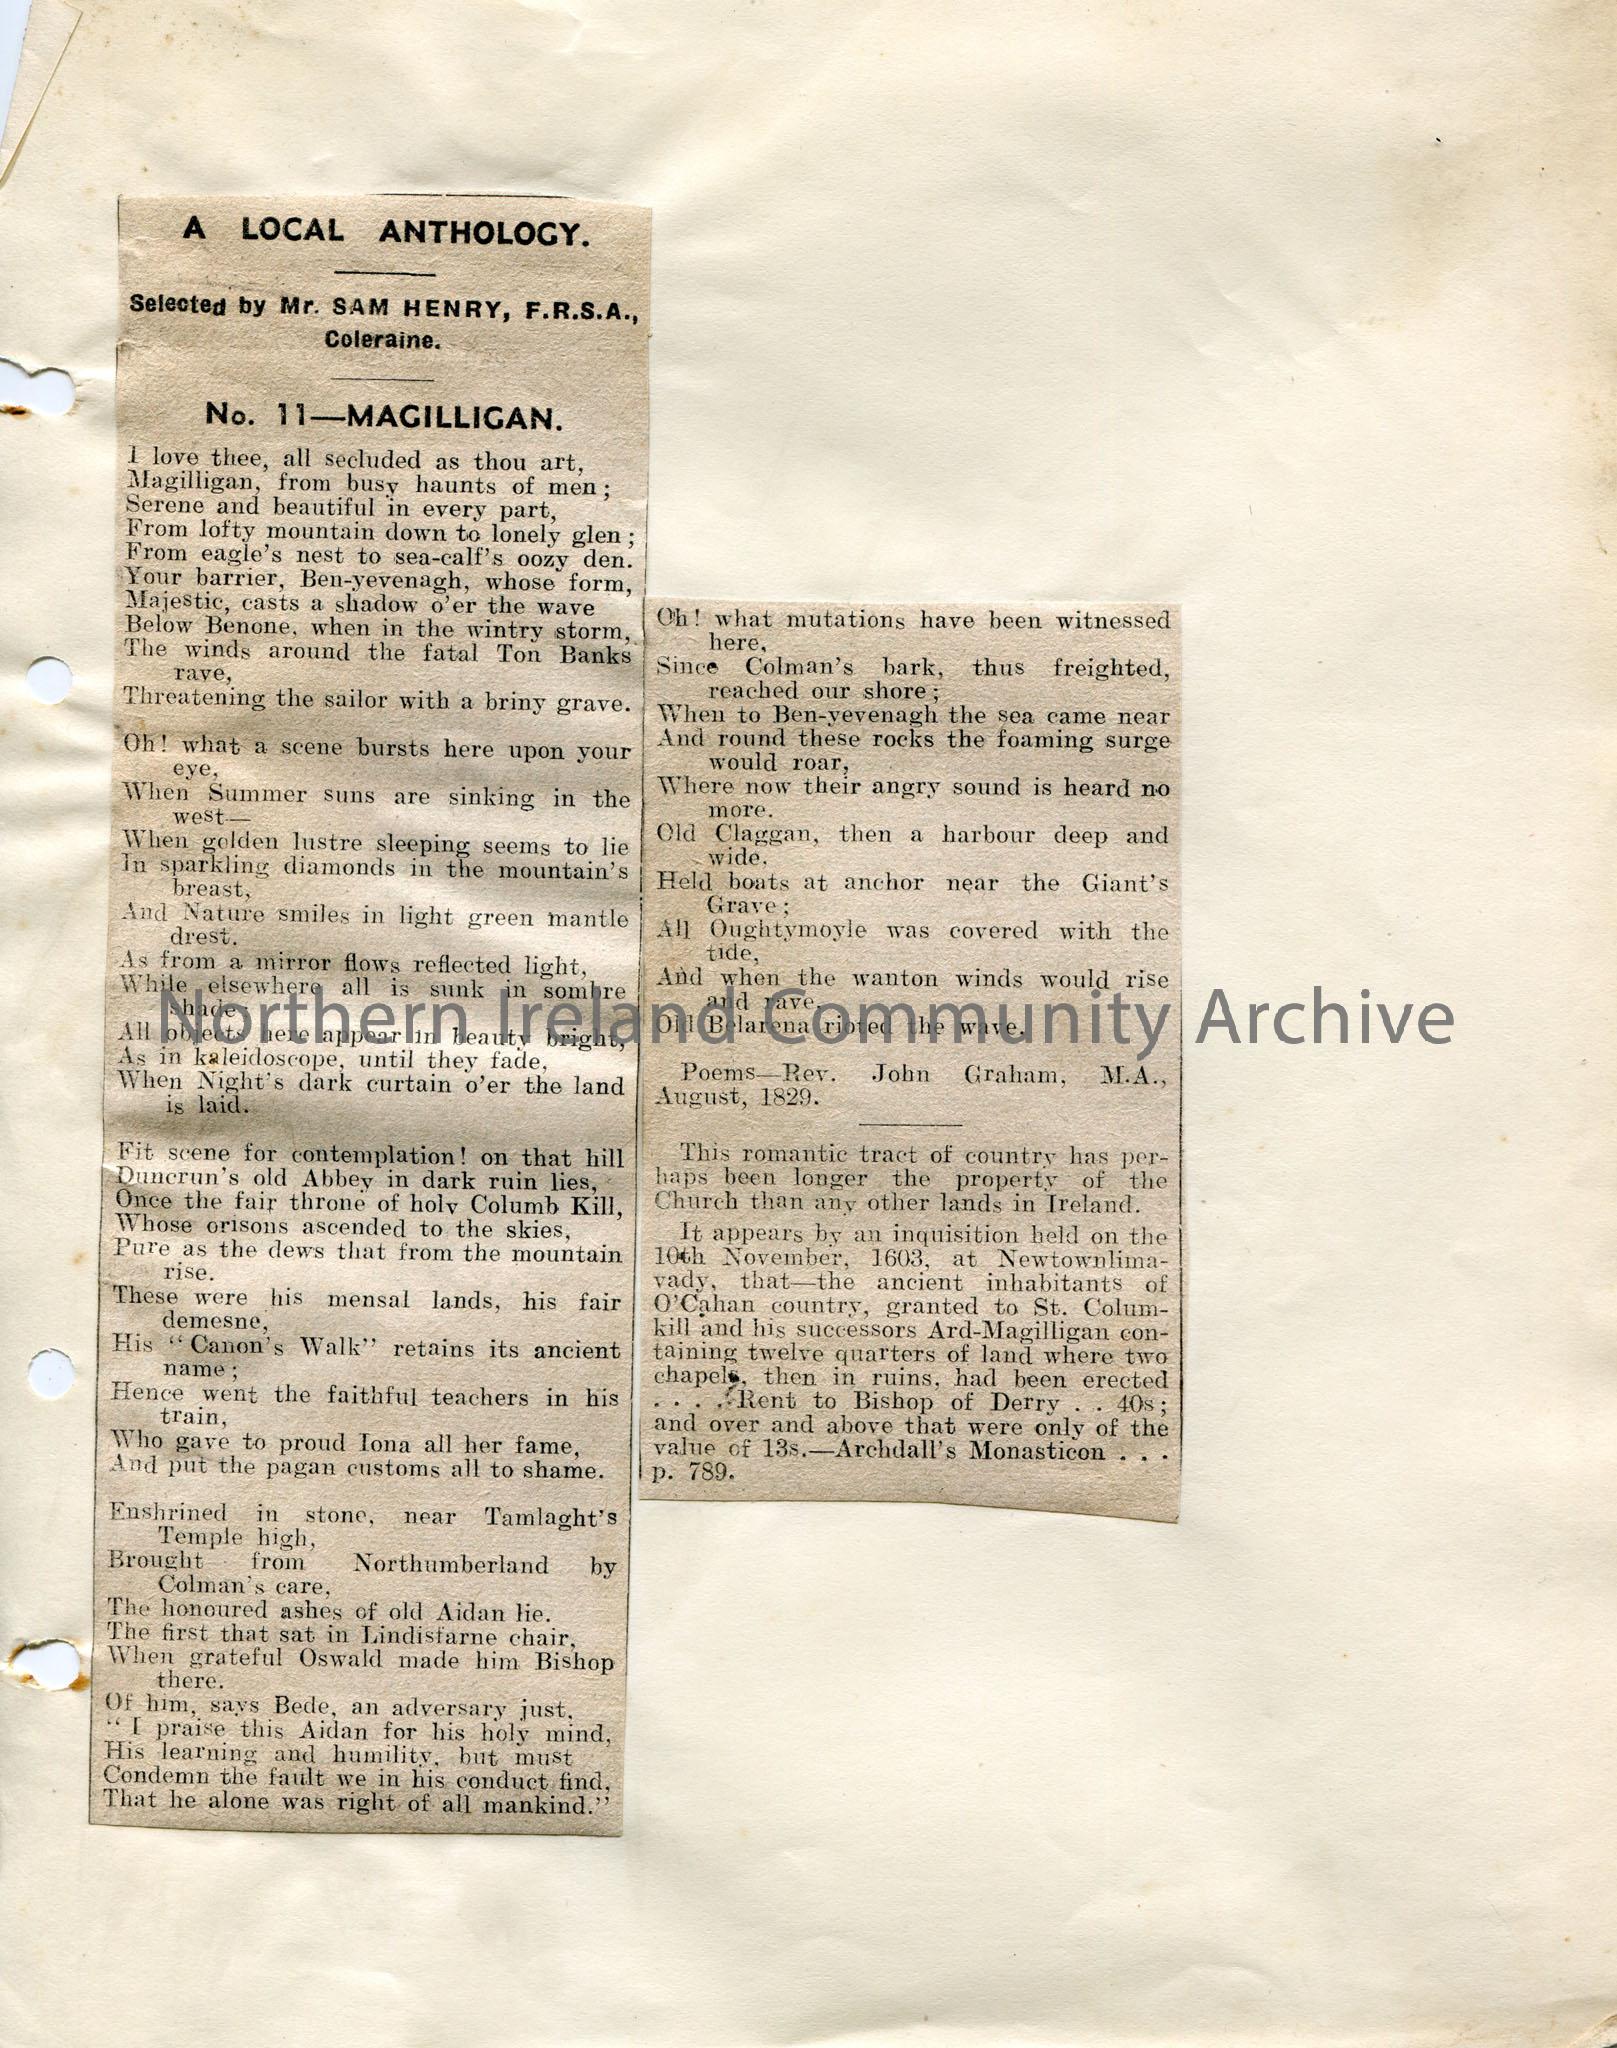 A LOCAL ANTHOLOGY.
Selected by Mr. SAM HENRY, F.R.S.A.,
Coleraine.
No. 11—MAGILLIGAN.
I love thee, all secluded as thou art,
Magilligan, from busy haunts of men;
Serene and beautiful in every part,
From lofty mountain down to lonely glen;
From eagle's nest to sea-calf's oozy den.
Your barrier, Ben-yevenagh, whose form,
Majestic, casts a shadow o'er the wave
Below Benone, when in the wintry storm,
The winds around the fatal Ton Banks
rave,
Threatening the sailor with a briny grave.
Oh! what a scene bursts here upon your
eye,
When Summer suns are sinking in the
west—
When golden lustre sleeping seems to lie
In sparkling diamonds in the mountain's
breast,
And Nature smiles in light green mantle
drest.
As from a mirror flows reflected light,
While elsewhere all is sunk in sombre
shade,
All objects here appear in beauty bright,
As in kaleidoscope, until they fade,
When Night's dark curtain o'er the land
is laid.
Fit scene for contemplation! on that hill
Duncrun's old Abbey in dark ruin lies,
Once the fair throne of holy Columb Kill,
Whose orisons ascended to the skies,
Pure as the dews that from the mountain
rise.
These were his mensal lands, his fair
demesne,
His "Canon's Walk" retains its ancient
name;
Hence went the faithful teachers in his
train,
Who gave to proud Iona all her fame,
And put the pagan customs all to shame.
Enshrined in stone, near Tamlaght's
Temple high,
Brought from Northumberland by
Colman's care,
The honoured ashes of old Aidan lie.
The first that sat in Lindisfarne chair,
When grateful Oswald made him Bishop
there.
Of him, says Bede, an adversary just,
"I praise this Aidan for his holy mind,
His learning and humility, but must
Condemn the fault we in his conduct find,
That he alone was right of all mankind."
Oh! what mutations have been witnessed
here,
Since Colman's bark, thus freighted,
reached our shore;
When to Ben-yevenagh the sea came near
And round these rocks the foaming surge
would roar,
Where now their angry sound is heard no
more.
Old Claggan, then a harbour deep and
wide,
Held boats at anchor near the Giant's
Grave;
All Oughtymoyle was covered with the
tide,
And when the wanton winds would rise
and rave,
Old Belarena rioted the wave.
Poems—Rev. John Graham, M.A.,
August, 1829.
This romantic tract of country has per-
haps been longer the property of the
Church than any other lands in Ireland.
It appears by an inquisition held on the
10th November, 1603, at Newtownlima-
vady, that—the ancient inhabitants of
O'Cahan country, granted to St. Colum-
kill and his successors Ard-Magilligan con-
taining twelve quarters of land where two
chapels, then in ruins, had been erected
. . . . Rent to Bishop of Derry . . 40s;
and over and above that were only of the
value of 13s.—Archdall's Monasticon . . .
p. 789.
Northern Ireland Community Archive